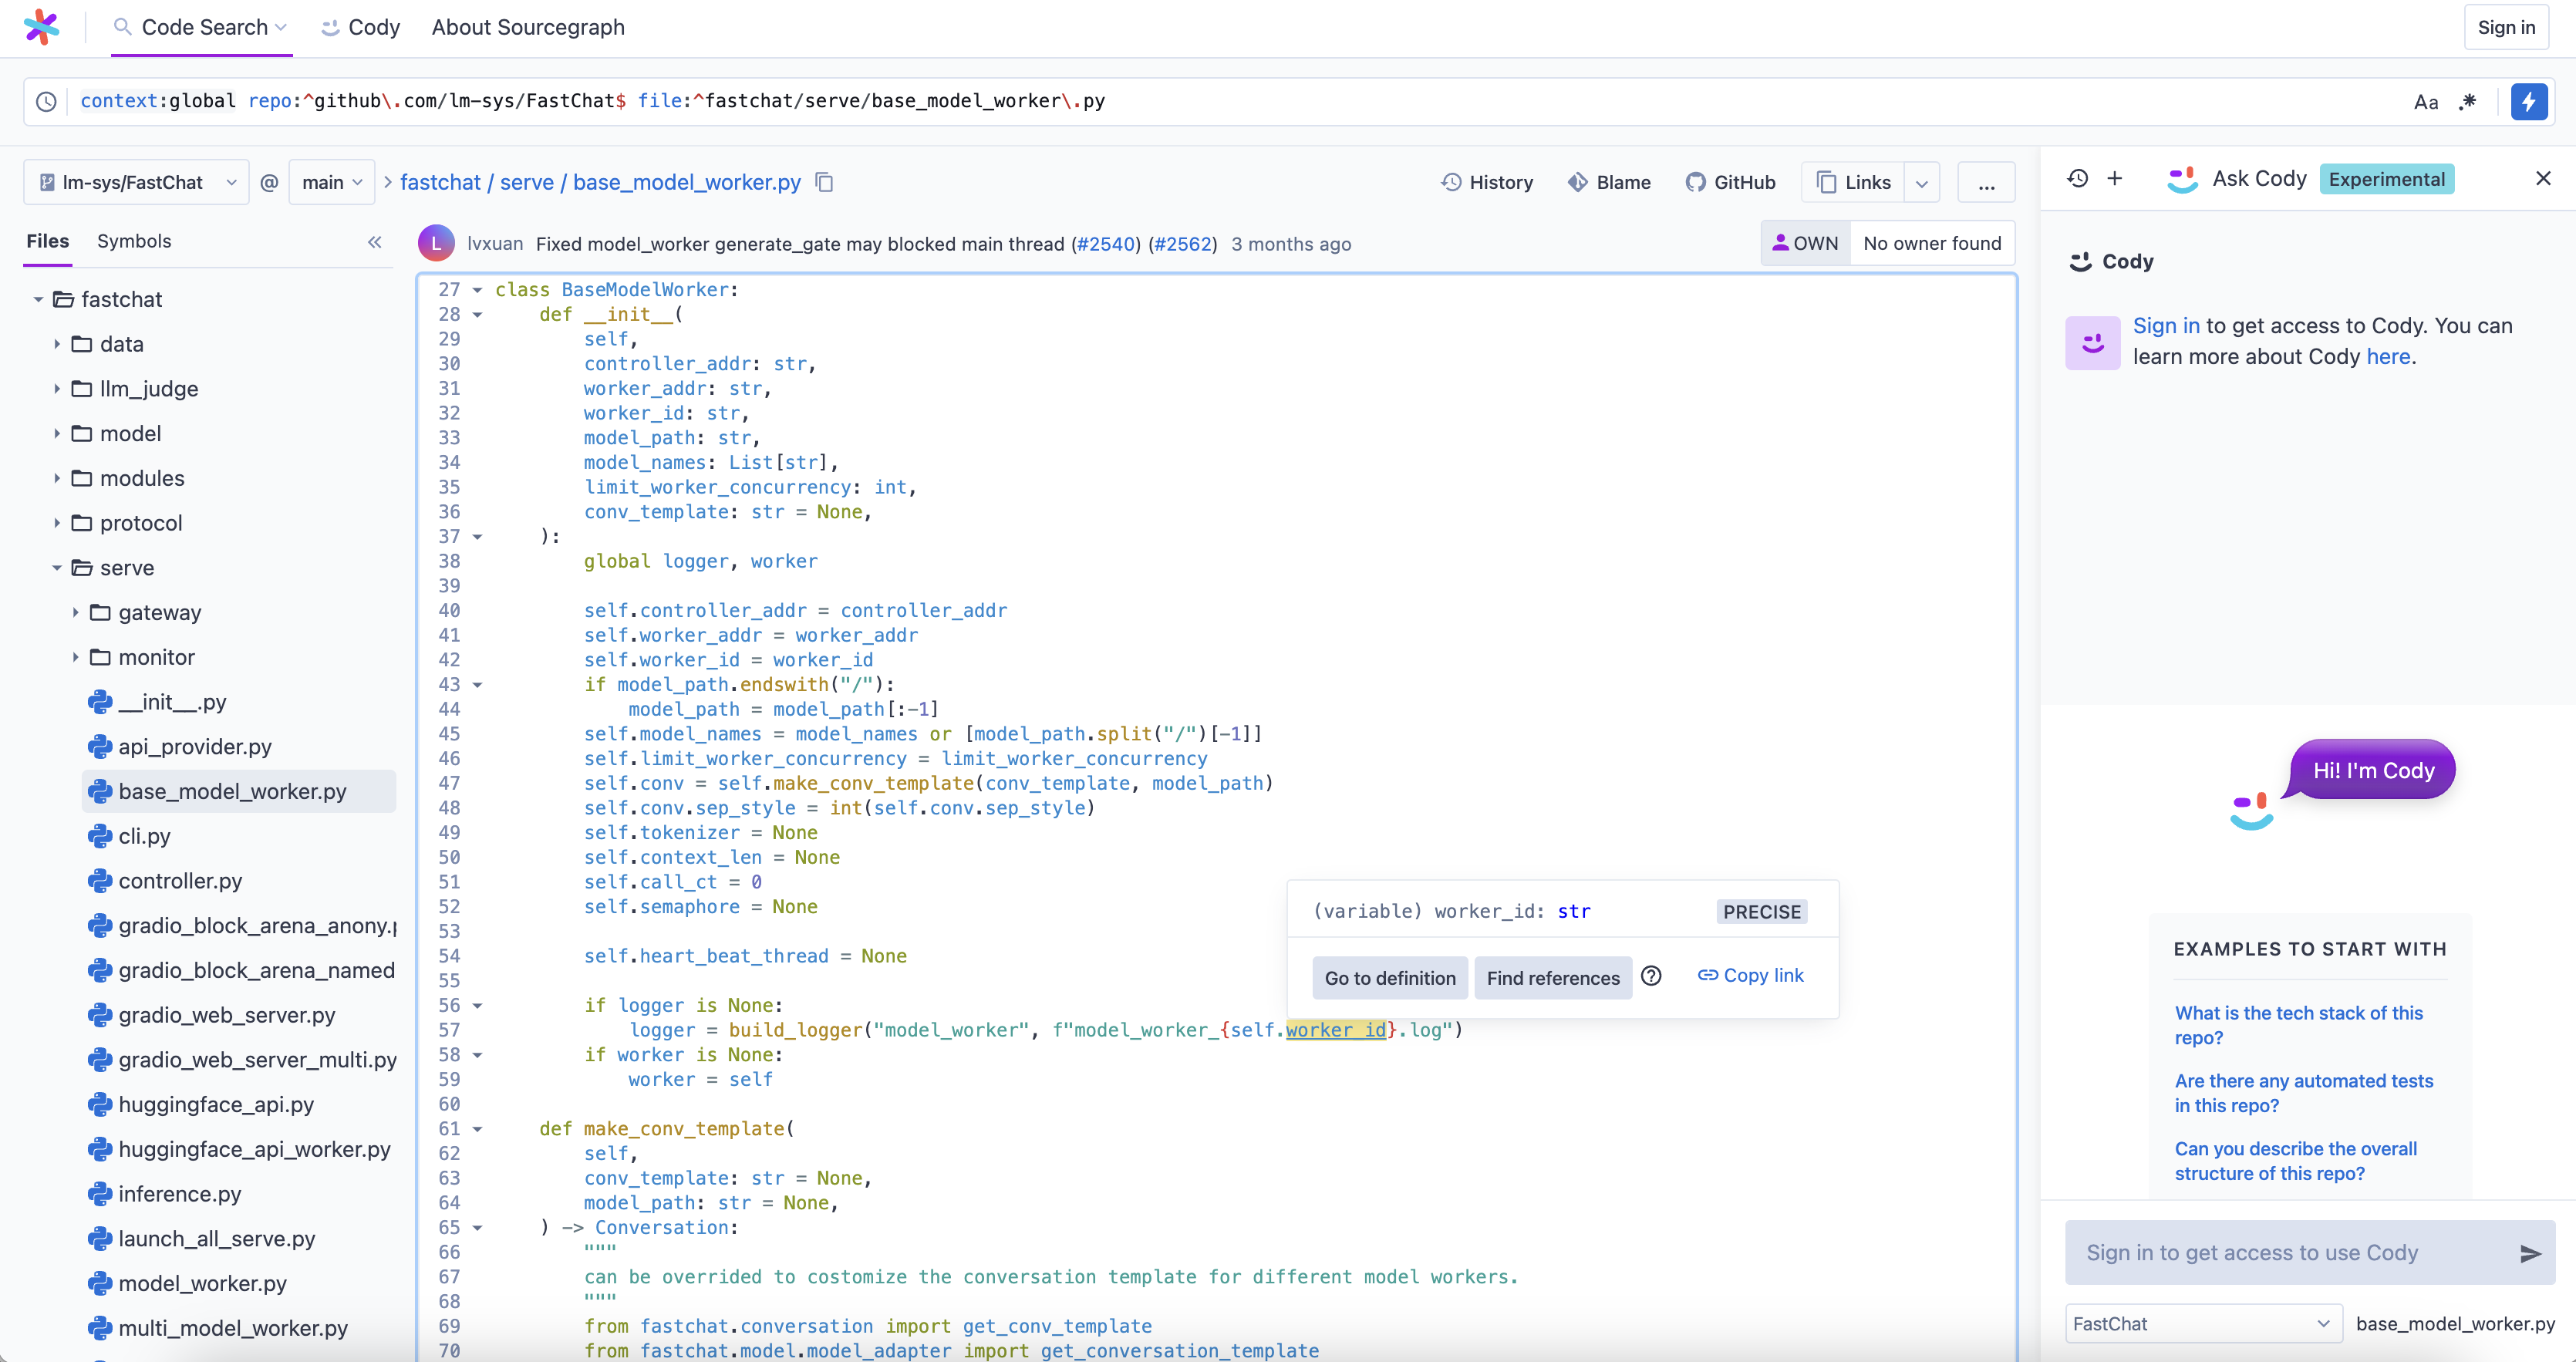 Code Search
Cody
About Sourcegraph
Sign in
context:global repo:^github\.com/lm-sys/FastChat$ file:^fastchat/serve/base_model_worker\.py
Aa .*
lm-sys/FastChat
@
main
> fastchat / serve / base_model_worker.py
History
Blame
GitHub
Links
...
Ask Cody
Experimental
Files
Symbols
L
lvxuan Fixed model_worker generate_gate may blocked main thread (#2540) (#2562) 3 months ago
OWN
No owner found
fastchat
data
llm_judge
model
modules
protocol
serve
gateway
monitor
__init__.py
api_provider.py
base_model_worker.py
cli.py
controller.py
gradio_block_arena_anony.p
gradio_block_arena_named
gradio_web_server.py
gradio_web_server_multi.py
huggingface_api.py
huggingface_api_worker.py
inference.py
launch_all_serve.py
model_worker.py
multi_model_worker.py
27 class BaseModelWorker:
28     def __init__(
29         self,
30         controller_addr: str,
31         worker_addr: str,
32         worker_id: str,
33         model_path: str,
34         model_names: List[str],
35         limit_worker_concurrency: int,
36         conv_template: str = None,
37     ):
38         global logger, worker
39
40         self.controller_addr = controller_addr
41         self.worker_addr = worker_addr
42         self.worker_id = worker_id
43         if model_path.endswith("/"):
44             model_path = model_path[:-1]
45         self.model_names = model_names or [model_path.split("/")[-1]]
46         self.limit_worker_concurrency = limit_worker_concurrency
47         self.conv = self.make_conv_template(conv_template, model_path)
48         self.conv.sep_style = int(self.conv.sep_style)
49         self.tokenizer = None
50         self.context_len = None
51         self.call_ct = 0
52         self.semaphore = None
53
54         self.heart_beat_thread = None
55
56         if logger is None:
57             logger = build_logger("model_worker", f"model_worker_{self.worker_id}.log")
58         if worker is None:
59             worker = self
60
61     def make_conv_template(
62         self,
63         conv_template: str = None,
64         model_path: str = None,
65     ) -> Conversation:
66         """
67         can be overrided to costomize the conversation template for different model workers.
68         """
69         from fastchat.conversation import get_conv_template
70         from fastchat.model.model_adapter import get_conversation_template
(variable) worker_id: str
PRECISE
Go to definition
Find references
Copy link
Cody
Sign in to get access to Cody. You can
learn more about Cody here.
Hi! I'm Cody
EXAMPLES TO START WITH
What is the tech stack of this
repo?
Are there any automated tests
in this repo?
Can you describe the overall
structure of this repo?
Sign in to get access to use Cody
FastChat
base_model_worker.py